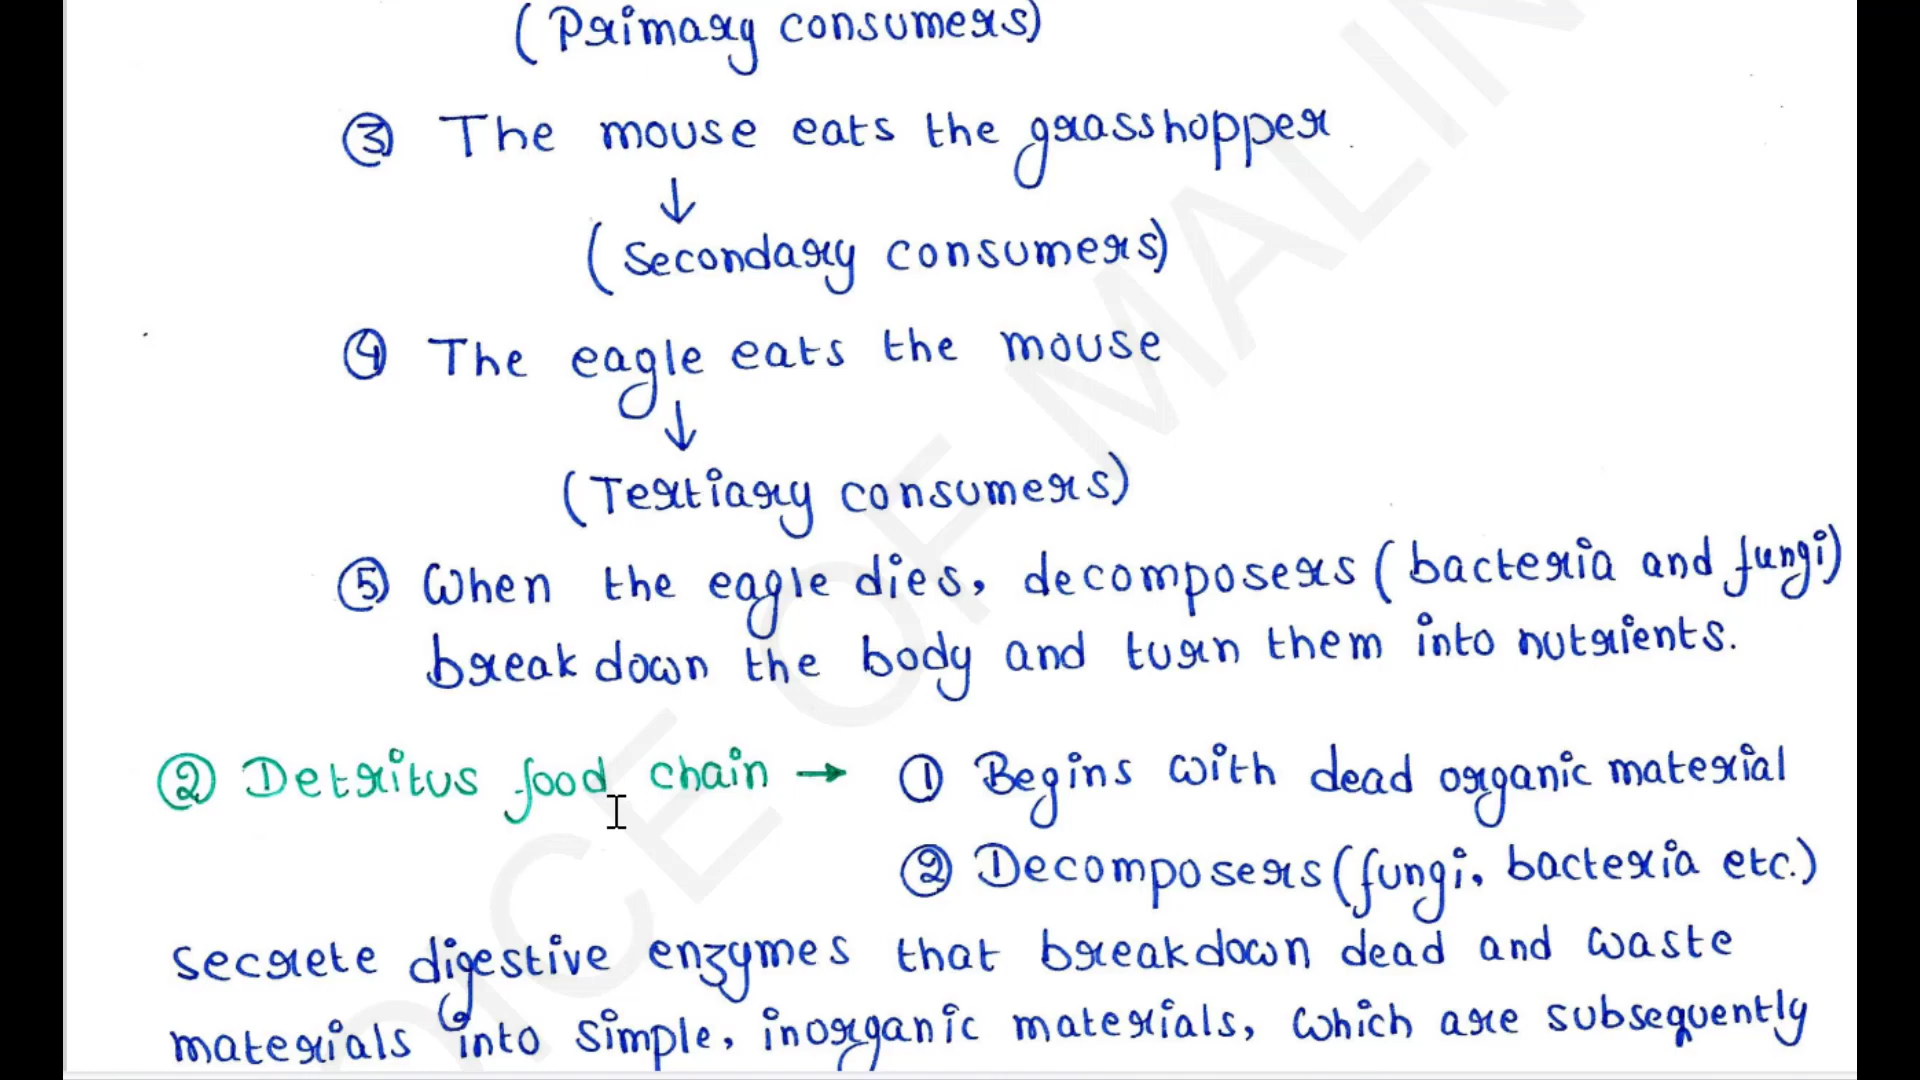 (Primary consumers)
③ The mouse eats the grasshopper
↓
(Secondary consumers)
④ The eagle eats the mouse
↓
(Tertiary consumers)
⑤ When the eagle dies, decomposers (bacteria and fungi)
break down the body and turn them into nutrients.
② Detritus food chain → ① Begins with dead organic material
② Decomposers (fungi, bacteria etc.)
secrete digestive enzymes that breakdown dead and waste
materials into simple, inorganic materials, which are subsequently